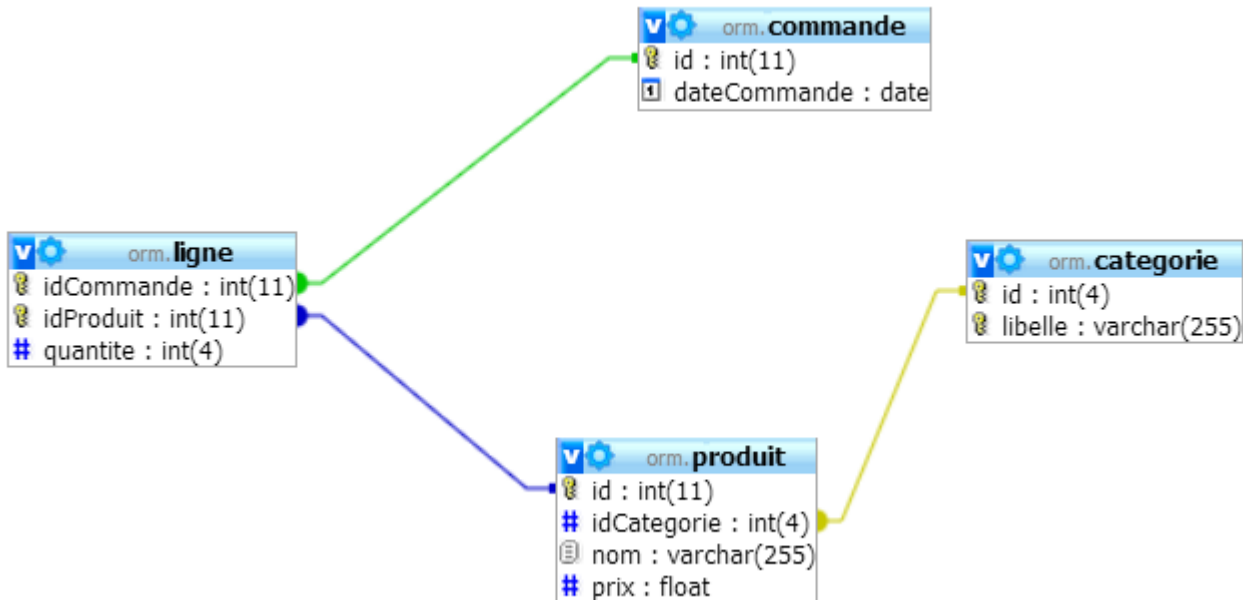 orm.commande
id : int(11)
dateCommande : date
orm.ligne
idCommande : int(11)
idProduit : int(11)
quantite : int(4)
orm.categorie
id : int(4)
libelle : varchar(255)
orm.produit
id : int(11)
idCategorie : int(4)
nom : varchar(255)
prix : float